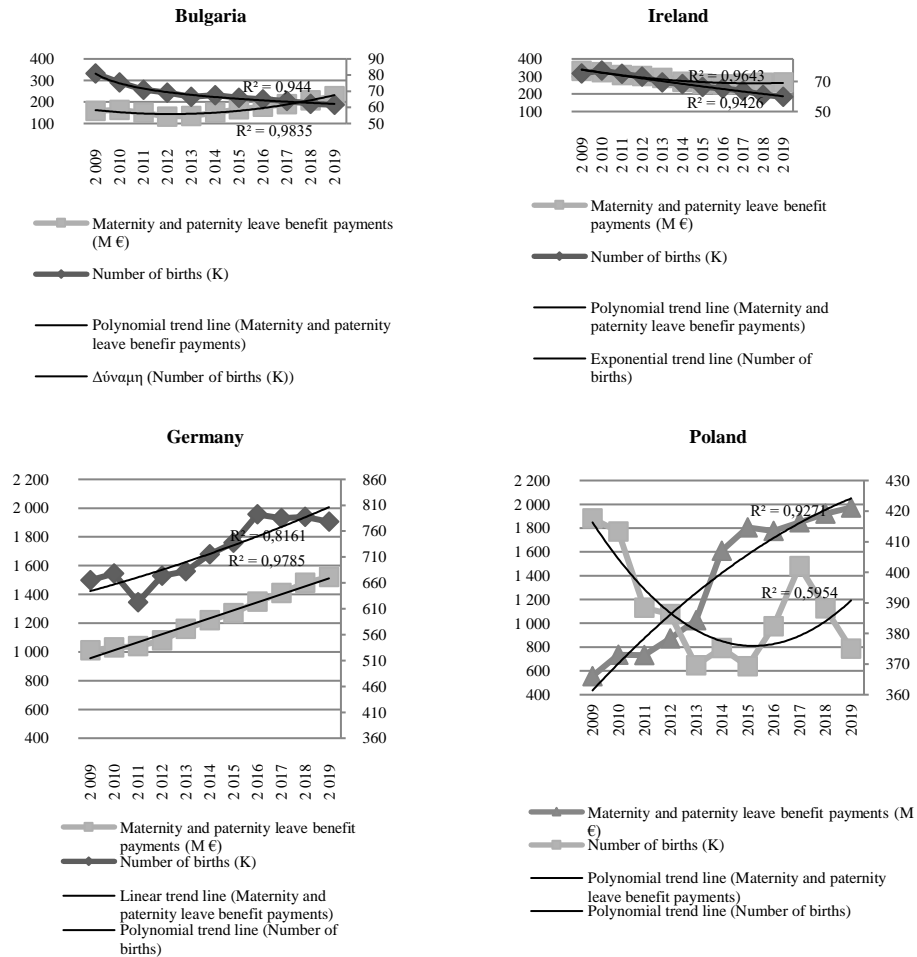 Bulgaria
400
300
200
100
90
80
70
60
50
R² = 0,944
R² = 0,9835
2 009
2 010
2 011
2 012
2 013
2 014
2 015
2 016
2 017
2 018
2 019
Maternity and paternity leave benefit payments
(M €)
Number of births (K)
Polynomial trend line (Maternity and paternity
leave benefir payments)
Δύναμη (Number of births (K))
Ireland
400
300
200
100
70
50
R² = 0,9643
R² = 0,9426
2 009
2 010
2 011
2 012
2 013
2 014
2 015
2 016
2 017
2 018
2 019
Maternity and paternity leave benefit
payments (M €)
Number of births (K)
Polynomial trend line (Maternity and
paternity leave benefir payments)
Exponential trend line (Number of
births)
Germany
2 200
2 000
1 800
1 600
1 400
1 200
1 000
800
600
400
860
810
760
710
660
610
560
510
460
410
360
R² = 0,8161
R² = 0,9785
2 009
2 010
2 011
2 012
2 013
2 014
2 015
2 016
2 017
2 018
2 019
Maternity and paternity leave benefit
payments (M €)
Number of births (K)
Linear trend line (Maternity and
paternity leave benefit payments)
Polynomial trend line (Number of
births)
Poland
2 200
2 000
1 800
1 600
1 400
1 200
1 000
800
600
400
430
420
410
400
390
380
370
360
R² = 0,9271
R² = 0,5954
2009
2010
2011
2012
2013
2014
2015
2016
2017
2018
2019
Maternity and paternity leave benefit payments (M
€)
Number of births (K)
Polynomial trend line (Maternity and paternity
leave benefit payments)
Polynomial trend line (Number of births)